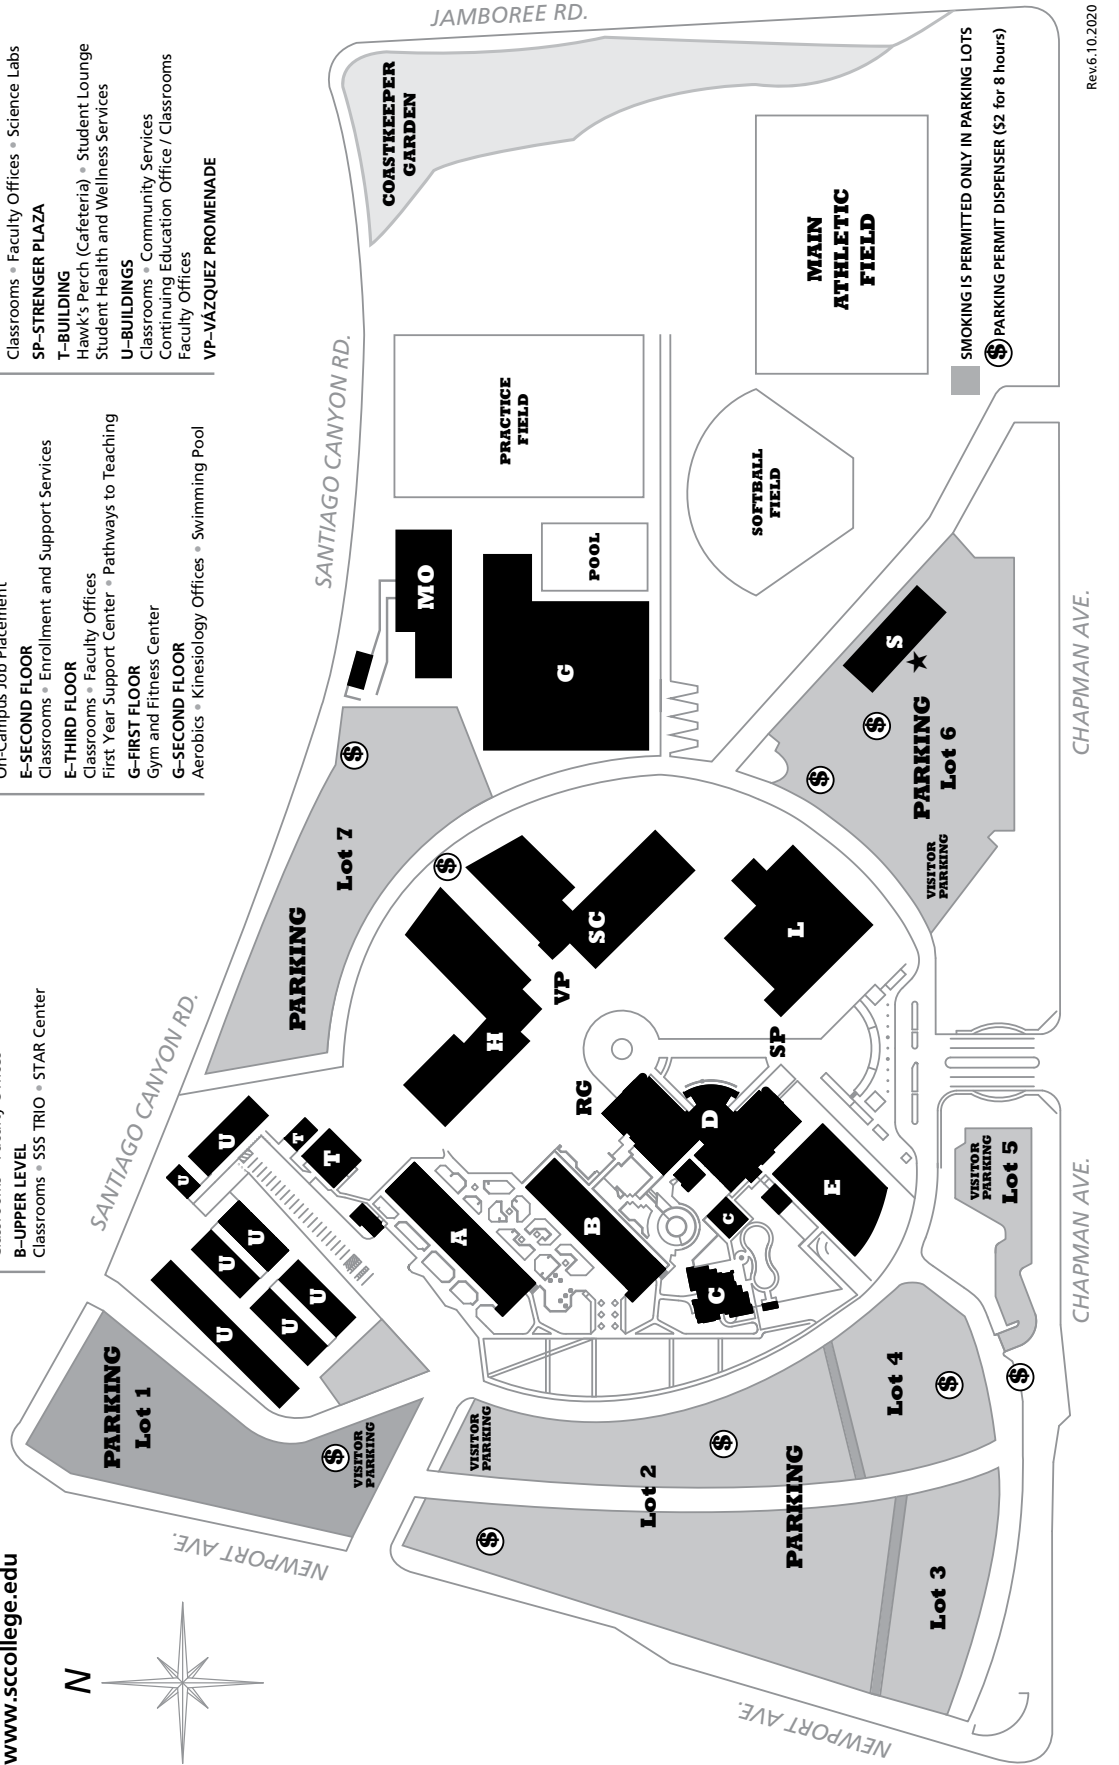 www.sccollege.edu
N
B–UPPER LEVEL
Classrooms • SSS TRIO • STAR Center
E–SECOND FLOOR
Classrooms • Enrollment and Support Services
E–THIRD FLOOR
Classrooms • Faculty Offices
First Year Support Center • Pathways to Teaching
G–FIRST FLOOR
Gym and Fitness Center
G–SECOND FLOOR
Aerobics • Kinesiology Offices • Swimming Pool
Classrooms • Faculty Offices • Science Labs
SP–STRENGER PLAZA
T–BUILDING
Hawk's Perch (Cafeteria) • Student Lounge
Student Health and Wellness Services
U–BUILDINGS
Classrooms • Community Services
Continuing Education Office / Classrooms
Faculty Offices
VP–VÁZQUEZ PROMENADE
NEWPORT AVE.
PARKING
Lot 1
VISITOR
PARKING
$
SANTIAGO CANYON RD.
U
U
U
U
U
U
U
T
T
SANTIAGO CANYON RD.
PARKING
Lot 7
$
$
SANTIAGO CANYON RD.
COASTKEEPER
GARDEN
JAMBOREE RD.
MO
PRACTICE
FIELD
G
POOL
H
VP
SC
A
B
RG
D
C
C
E
SP
L
SOFTBALL
FIELD
MAIN
ATHLETIC
FIELD
VISITOR
PARKING
$
Lot 2
$
PARKING
Lot 3
Lot 4
$
$
NEWPORT AVE.
VISITOR
PARKING
Lot 5
VISITOR
PARKING
PARKING
Lot 6
$
$
S
SMOKING IS PERMITTED ONLY IN PARKING LOTS
$ PARKING PERMIT DISPENSER ($2 for 8 hours)
CHAPMAN AVE.
CHAPMAN AVE.
Rev.6.10.2020